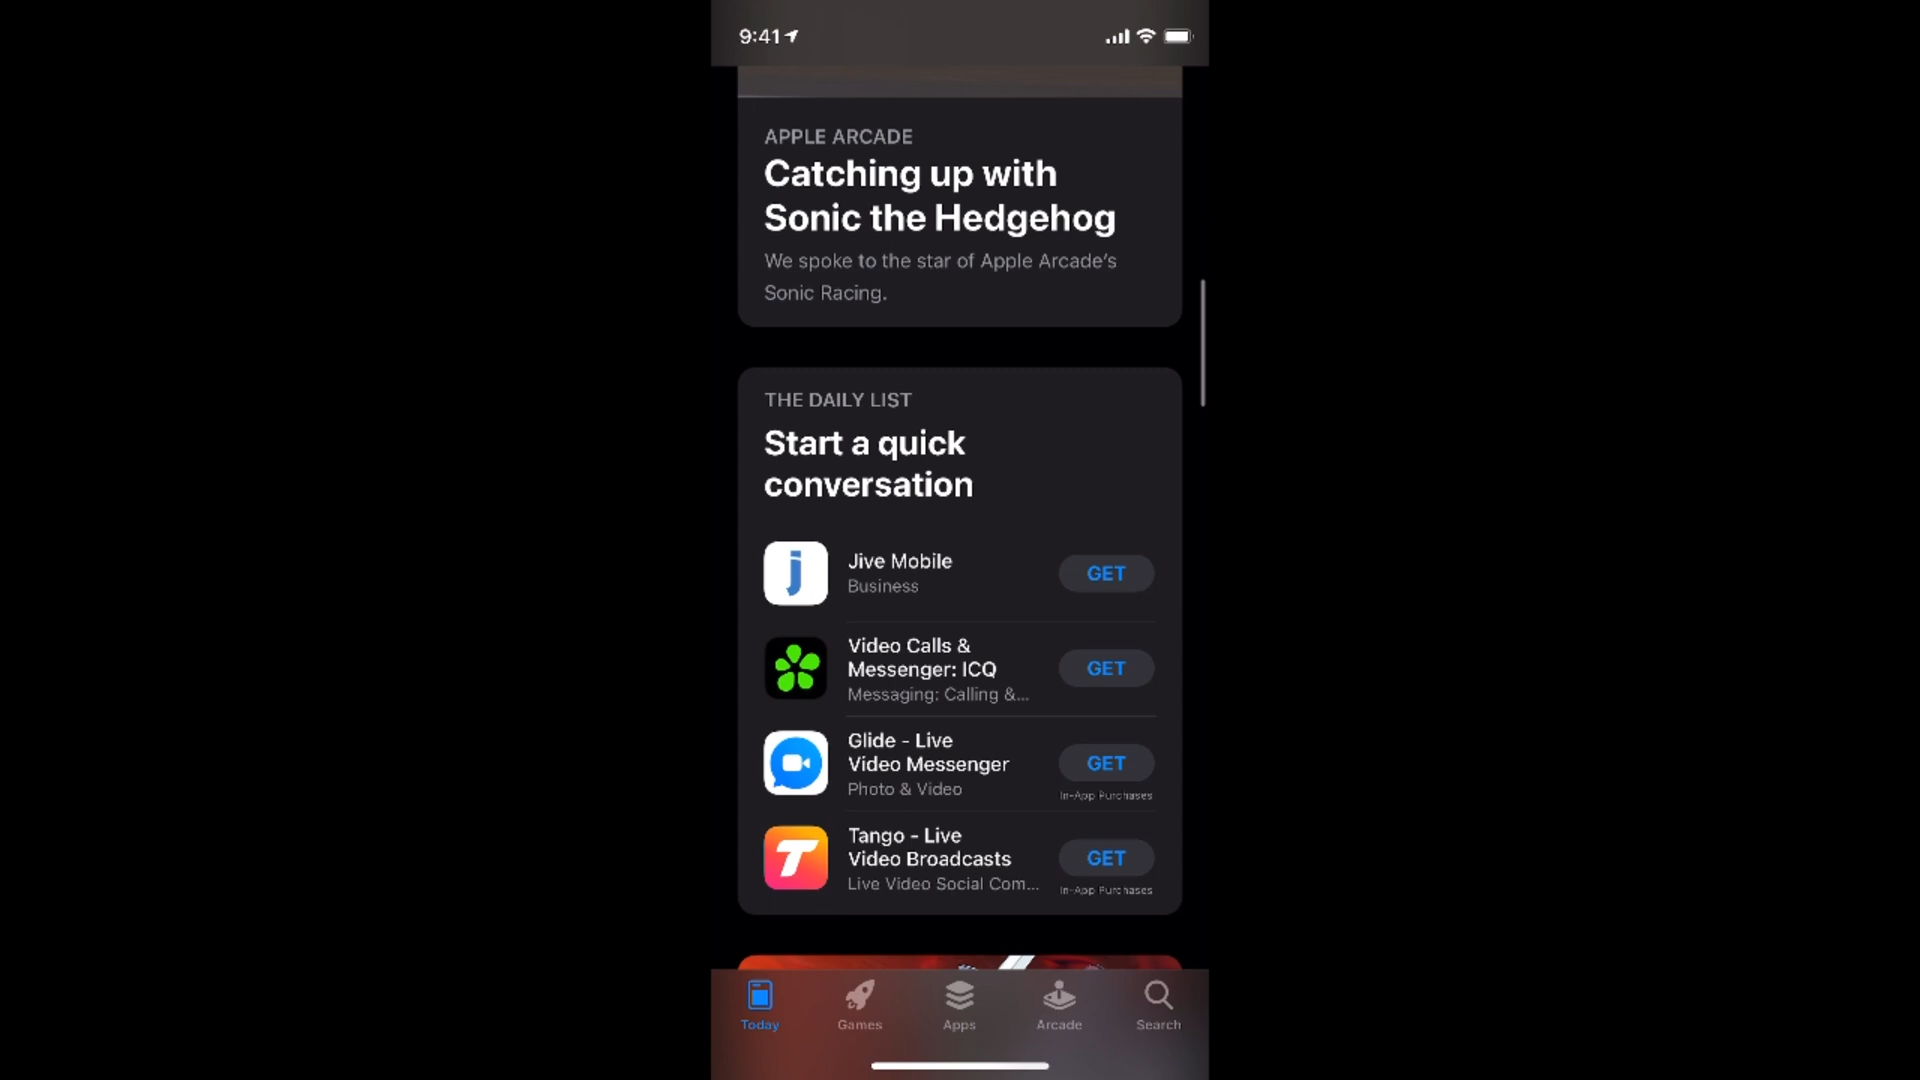 9:41
APPLE ARCADE
Catching up with
Sonic the Hedgehog
We spoke to the star of Apple Arcade's
Sonic Racing.
THE DAILY LIST
Start a quick
conversation
j
Jive Mobile
Business
GET
Video Calls &
Messenger: ICQ
Messaging: Calling &...
GET
Glide - Live
Video Messenger
Photo & Video
GET
In-App Purchases
T
Tango - Live
Video Broadcasts
Live Video Social Com...
GET
In-App Purchases
Today
Games
Apps
Arcade
Search